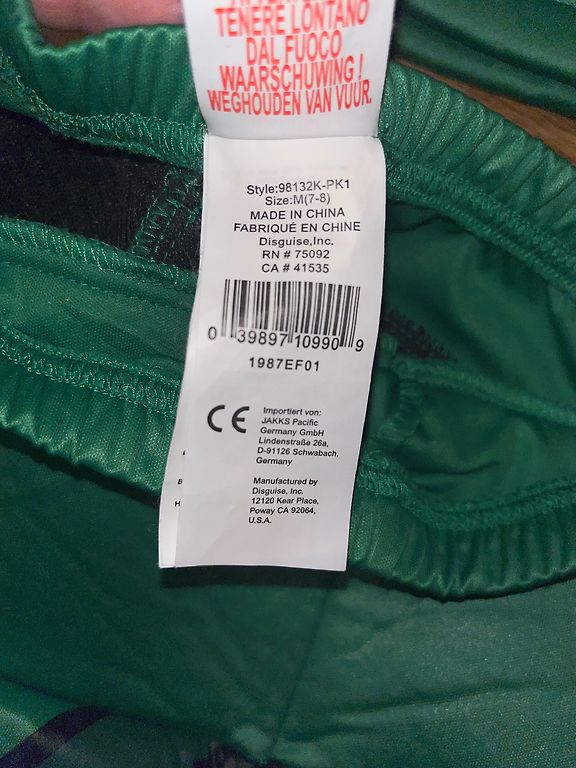 TENERE LONTANO
DAL FUOCO
WAARSCHUWING !
WEGHOUDEN VAN VUUR.
Style:98132K-PK1
Size:M(7-8)
MADE IN CHINA
FABRIQUÉ EN CHINE
Disguise,Inc.
RN # 75092
CA # 41535
0 39897 10990 9
1987EF01
CE
Importiert von:
JAKKS Pacific
Germany GmbH
Lindenstraße 26a,
D-91126 Schwabach,
Germany
Manufactured by
Disguise, Inc.
12120 Kear Place,
Poway CA 92064,
U.S.A.
B
H